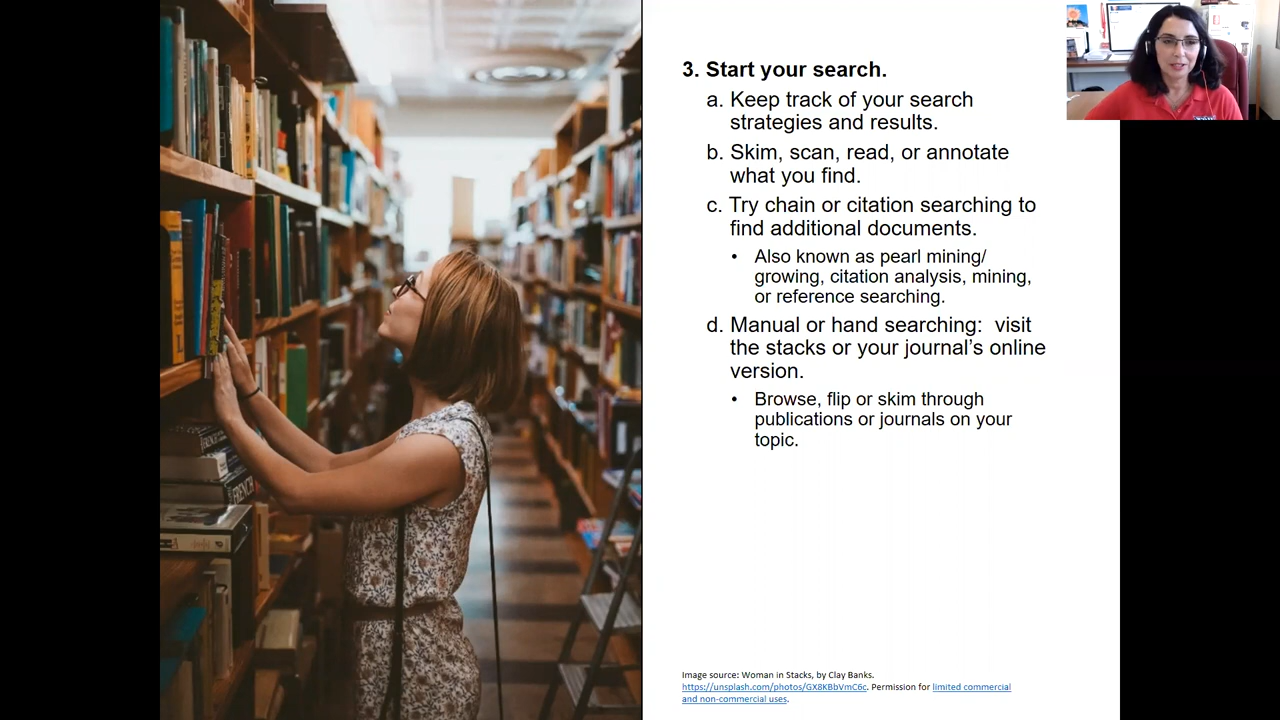 3. Start your search.
a. Keep track of your search
strategies and results.
b. Skim, scan, read, or annotate
what you find.
c. Try chain or citation searching to
find additional documents.
• Also known as pearl mining/
growing, citation analysis, mining,
or reference searching.
d. Manual or hand searching:  visit
the stacks or your journal’s online
version.
• Browse, flip or skim through
publications or journals on your
topic.
Image source: Woman in Stacks, by Clay Banks.
https://unsplash.com/photos/GX8KBbVmC6c. Permission for limited commercial
and non-commercial uses.
FRENCH